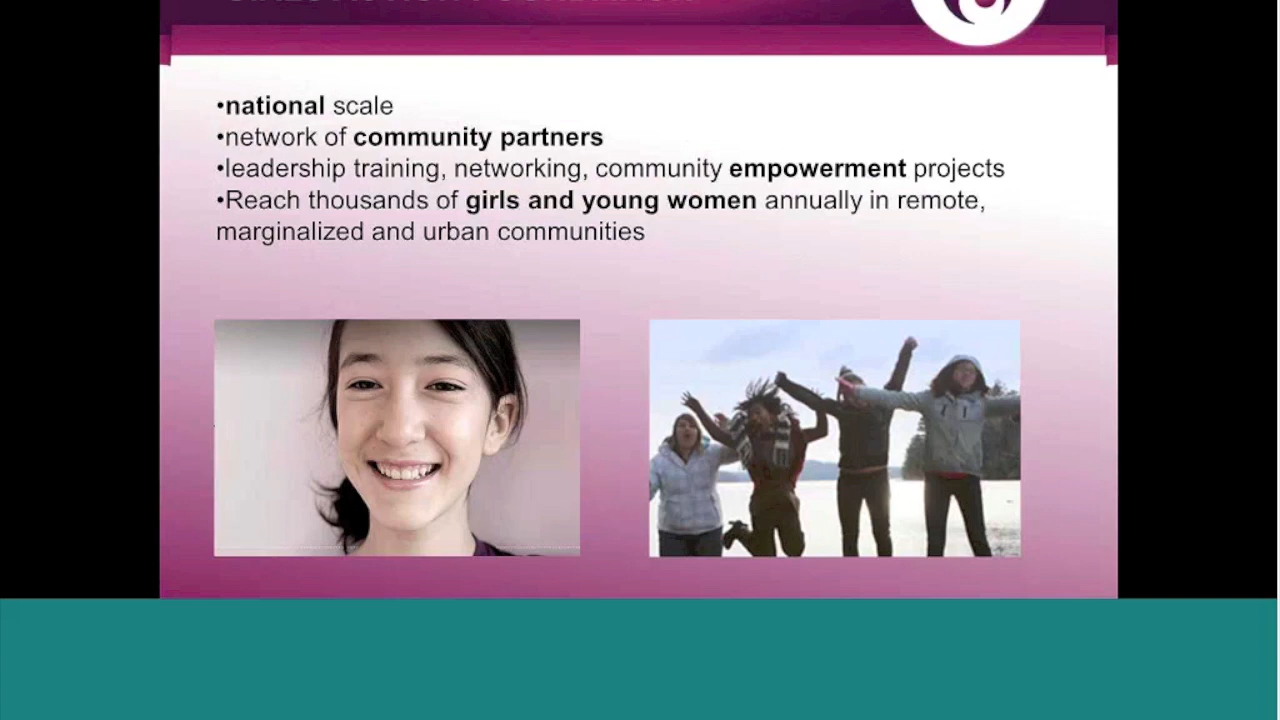 •national scale
•network of community partners
•leadership training, networking, community empowerment projects
•Reach thousands of girls and young women annually in remote,
marginalized and urban communities